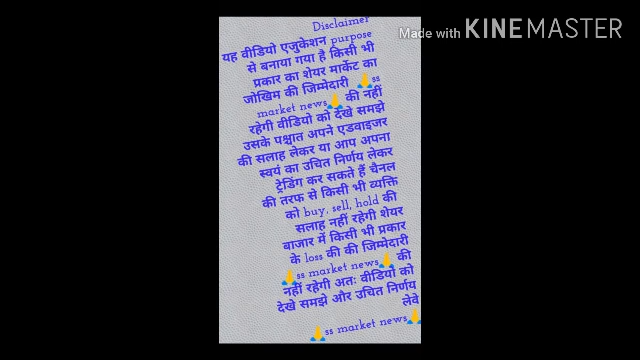 Made with KINEMASTER
Disclaimer
यह वीडियो एजुकेशन purpose
से बनाया गया है किसी भी
प्रकार का शेयर मार्केट का
जोखिम की जिम्मेदारी 🙏ss
market news🙏 की नहीं
रहेगी वीडियो को देखे समझे
उसके पश्चात अपने एडवाइजर
की सलाह लेकर या आप अपना
स्वयं का उचित निर्णय लेकर
ट्रेडिंग कर सकते हैं चैनल
की तरफ से किसी भी व्यक्ति
को buy, sell, hold की
सलाह नहीं रहेगी शेयर
बाजार में किसी भी प्रकार
के loss की की जिम्मेदारी
🙏ss market news🙏 की
नहीं रहेगी अतः वीडियो को
देखे समझे और उचित निर्णय
लेवे
🙏ss market news🙏